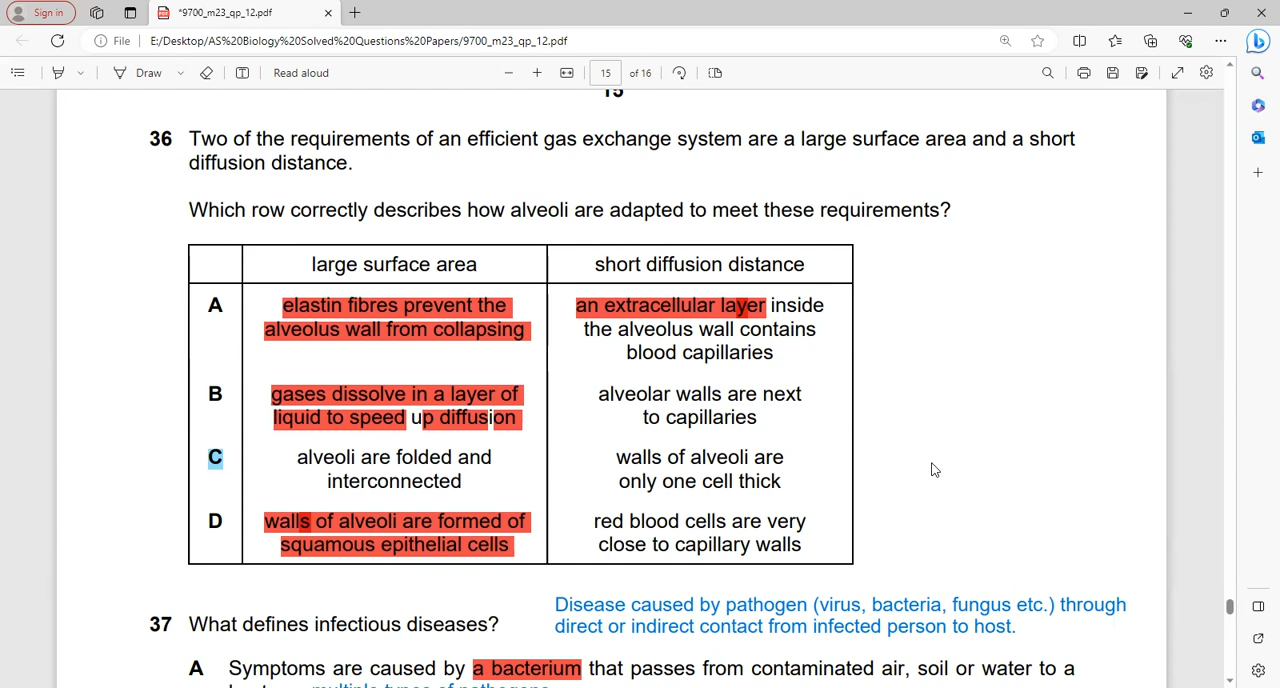 Sign in
*9700_m23_qp_12.pdf
File
E:/Desktop/AS%20Biology%20Solved%20Questions%20Papers/9700_m23_qp_12.pdf
Draw
Read aloud
15
of 16
15
36 Two of the requirements of an efficient gas exchange system are a large surface area and a short
diffusion distance.
Which row correctly describes how alveoli are adapted to meet these requirements?
large surface area short diffusion distance
A elastin fibres prevent the alveolus wall from collapsing an extracellular layer inside the alveolus wall contains blood capillaries
B gases dissolve in a layer of liquid to speed up diffusion alveolar walls are next to capillaries
C alveoli are folded and interconnected walls of alveoli are only one cell thick
D walls of alveoli are formed of squamous epithelial cells red blood cells are very close to capillary walls
Disease caused by pathogen (virus, bacteria, fungus etc.) through
direct or indirect contact from infected person to host.
37 What defines infectious diseases?
A Symptoms are caused by a bacterium that passes from contaminated air, soil or water to a
multiple types of pathogens